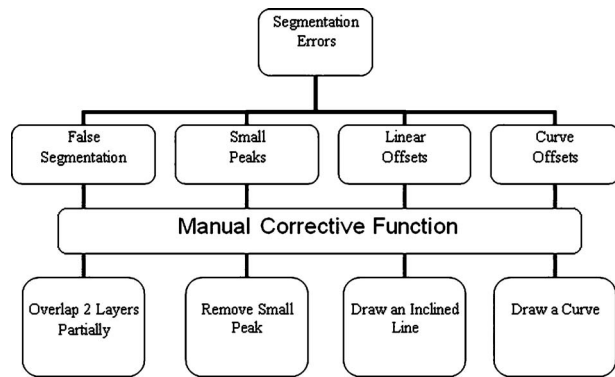 Segmentation
Errors
False
Segmentation
Small
Peaks
Linear
Offsets
Curve
Offsets
Manual Corrective Function
Overlap 2 Layers
Partially
Remove Small
Peak
Draw an Inclined
Line
Draw a Curve